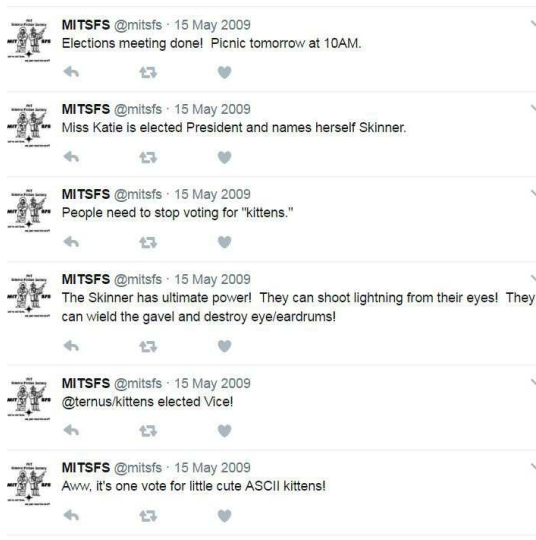 MITSFS @mitsfs · 15 May 2009
Elections meeting done! Picnic tomorrow at 10AM.
MITSFS @mitsfs · 15 May 2009
Miss Katie is elected President and names herself Skinner.
MITSFS @mitsfs · 15 May 2009
People need to stop voting for "kittens."
MITSFS @mitsfs · 15 May 2009
The Skinner has ultimate power! They can shoot lightning from their eyes! They
can wield the gavel and destroy eye/eardrums!
MITSFS @mitsfs · 15 May 2009
@ternus/kittens elected Vice!
MITSFS @mitsfs · 15 May 2009
Aww, it's one vote for little cute ASCII kittens!